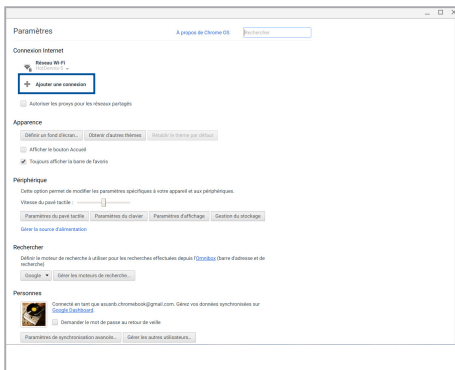 Paramètres
À propos de Chrome OS
Rechercher
Connexion Internet
Réseau Wi-Fi
Ajouter une connexion
Autoriser les proxys pour les réseaux partagés
Apparence
Définir un fond d'écran...
Obtenir d'autres thèmes
Rétablir le thème par défaut
Afficher le bouton Accueil
Toujours afficher la barre de favoris
Périphérique
Cette option permet de modifier les paramètres spécifiques à votre appareil et aux périphériques.
Vitesse du pavé tactile :
Paramètres du pavé tactile
Paramètres du clavier
Paramètres d'affichage
Gestion du stockage
Gérer la source d'alimentation
Rechercher
Définir le moteur de recherche à utiliser pour les recherches effectuées depuis l'Omnibox (barre d'adresse et de
recherche)
Google
Gérer les moteurs de recherche...
Personnes
Connecté en tant que asusnb.chromebook@gmail.com. Gérez vos données synchronisées sur
Google Dashboard.
Demander le mot de passe au retour de veille
Paramètres de synchronisation avancés...
Gérer les autres utilisateurs...